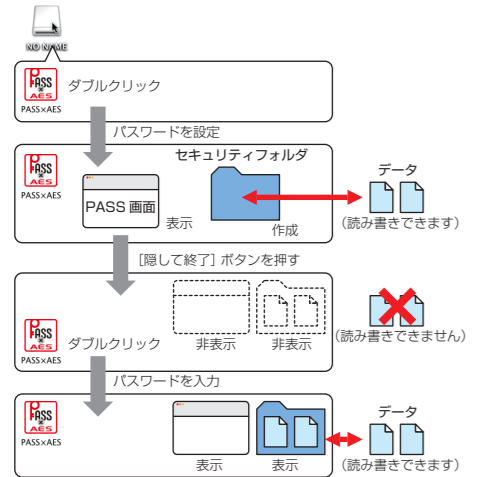 NO NAME
PASS
AES
PASS×AES
ダブルクリック
パスワードを設定
PASS
AES
PASS×AES
PASS 画面
表示
セキュリティフォルダ
作成
データ
(読み書きできます)
[隠して終了] ボタンを押す
PASS
AES
PASS×AES
ダブルクリック
非表示
非表示
(読み書きできません)
パスワードを入力
PASS
AES
PASS×AES
表示
表示
データ
(読み書きできます)